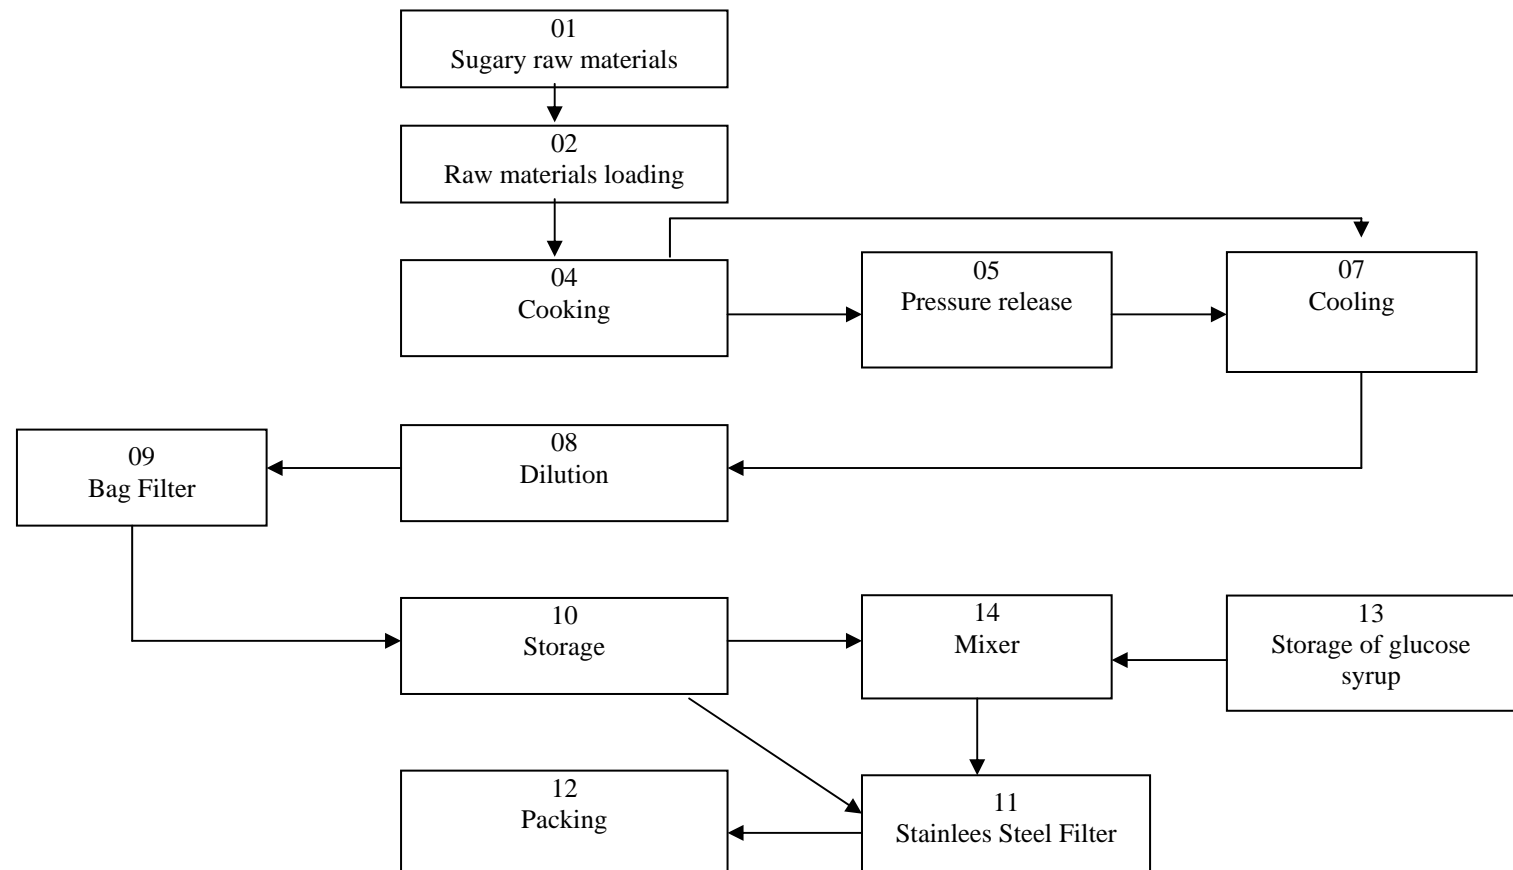 01
Sugary raw materials
02
Raw materials loading
04
Cooking
05
Pressure release
07
Cooling
09
Bag Filter
08
Dilution
10
Storage
14
Mixer
13
Storage of glucose
syrup
12
Packing
11
Stainlees Steel Filter